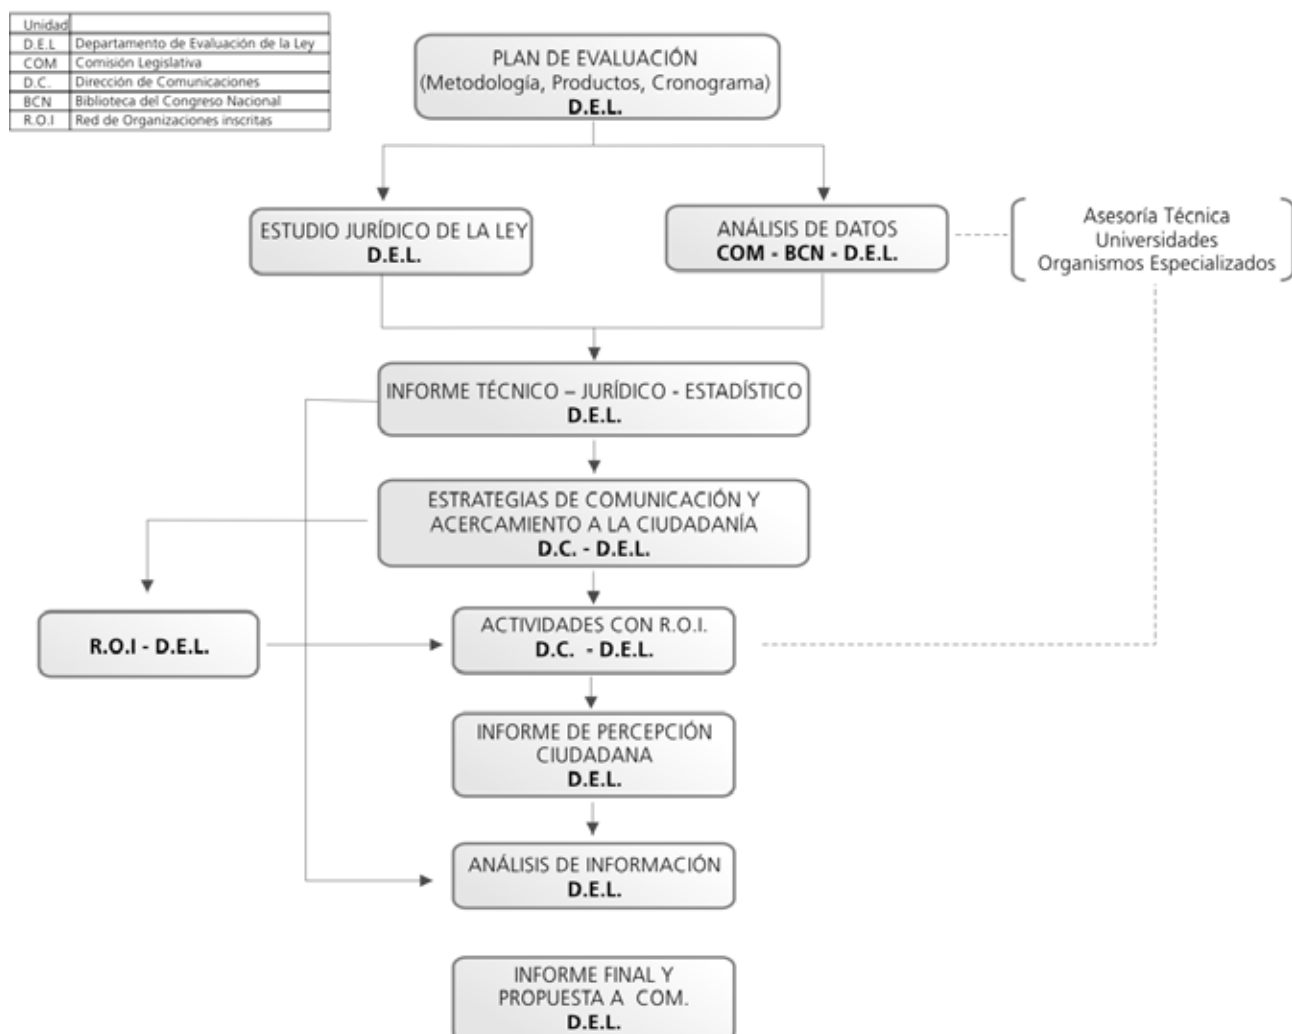 Unidad
D.E.L Departamento de Evaluación de la Ley
COM Comisión Legislativa
D.C. Dirección de Comunicaciones
BCN Biblioteca del Congreso Nacional
R.O.I Red de Organizaciones inscritas
PLAN DE EVALUACIÓN
(Metodología, Productos, Cronograma)
D.E.L.
ESTUDIO JURÍDICO DE LA LEY
D.E.L.
ANÁLISIS DE DATOS
COM - BCN - D.E.L.
Asesoría Técnica
Universidades
Organismos Especializados
INFORME TÉCNICO – JURÍDICO - ESTADÍSTICO
D.E.L.
ESTRATEGIAS DE COMUNICACIÓN Y
ACERCAMIENTO A LA CIUDADANÍA
D.C. - D.E.L.
R.O.I - D.E.L.
ACTIVIDADES CON R.O.I.
D.C. - D.E.L.
INFORME DE PERCEPCIÓN
CIUDADANA
D.E.L.
ANÁLISIS DE INFORMACIÓN
D.E.L.
INFORME FINAL Y
PROPUESTA A COM.
D.E.L.